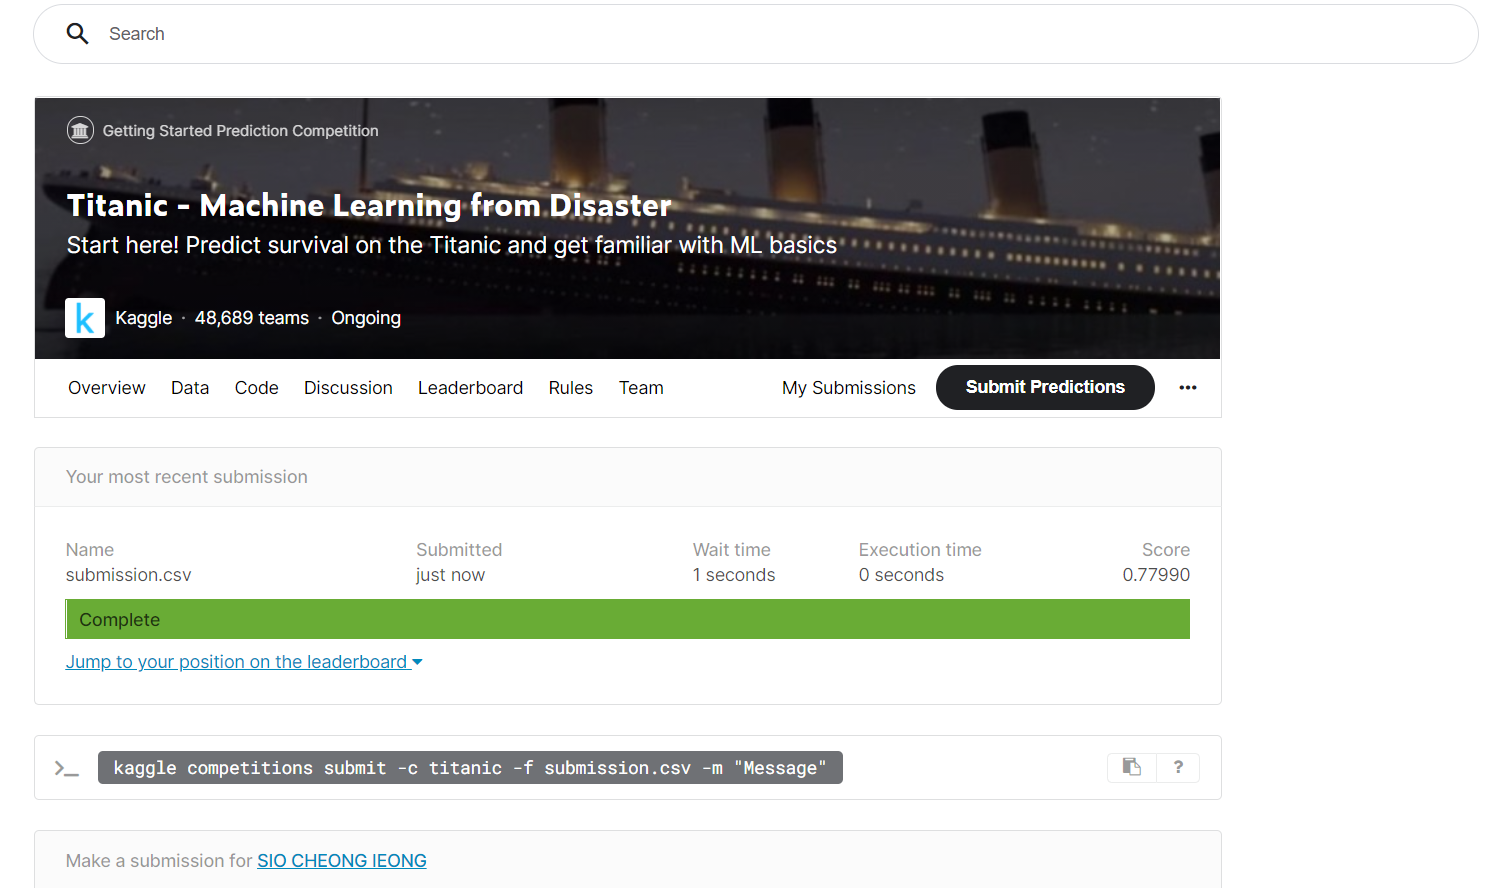 Search
Getting Started Prediction Competition
Titanic - Machine Learning from Disaster
Start here! Predict survival on the Titanic and get familiar with ML basics
k Kaggle · 48,689 teams · Ongoing
Overview Data Code Discussion Leaderboard Rules Team My Submissions Submit Predictions ...
Your most recent submission
Name Submitted Wait time Execution time Score
submission.csv just now 1 seconds 0 seconds 0.77990
Complete
Jump to your position on the leaderboard
>_ kaggle competitions submit -c titanic -f submission.csv -m "Message" ?
Make a submission for SIO CHEONG IEONG